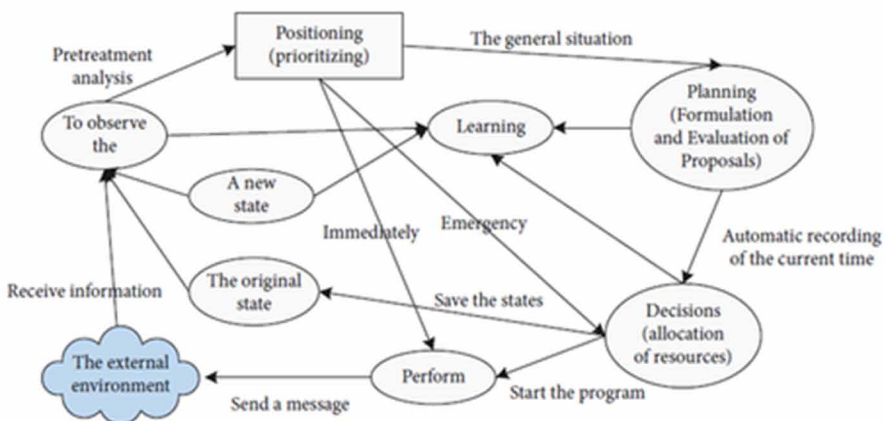 Positioning
(prioritizing)
The general situation
Pretreatment
analysis
Planning
(Formulation
and Evaluation of
Proposals)
To observe
the
Learning
A new
state
Immediately
Emergency
Automatic recording
of the current time
Receive information
The original
state
Save the states
Decisions
(allocation
of resources)
The external
environment
Perform
Start the program
Send a message